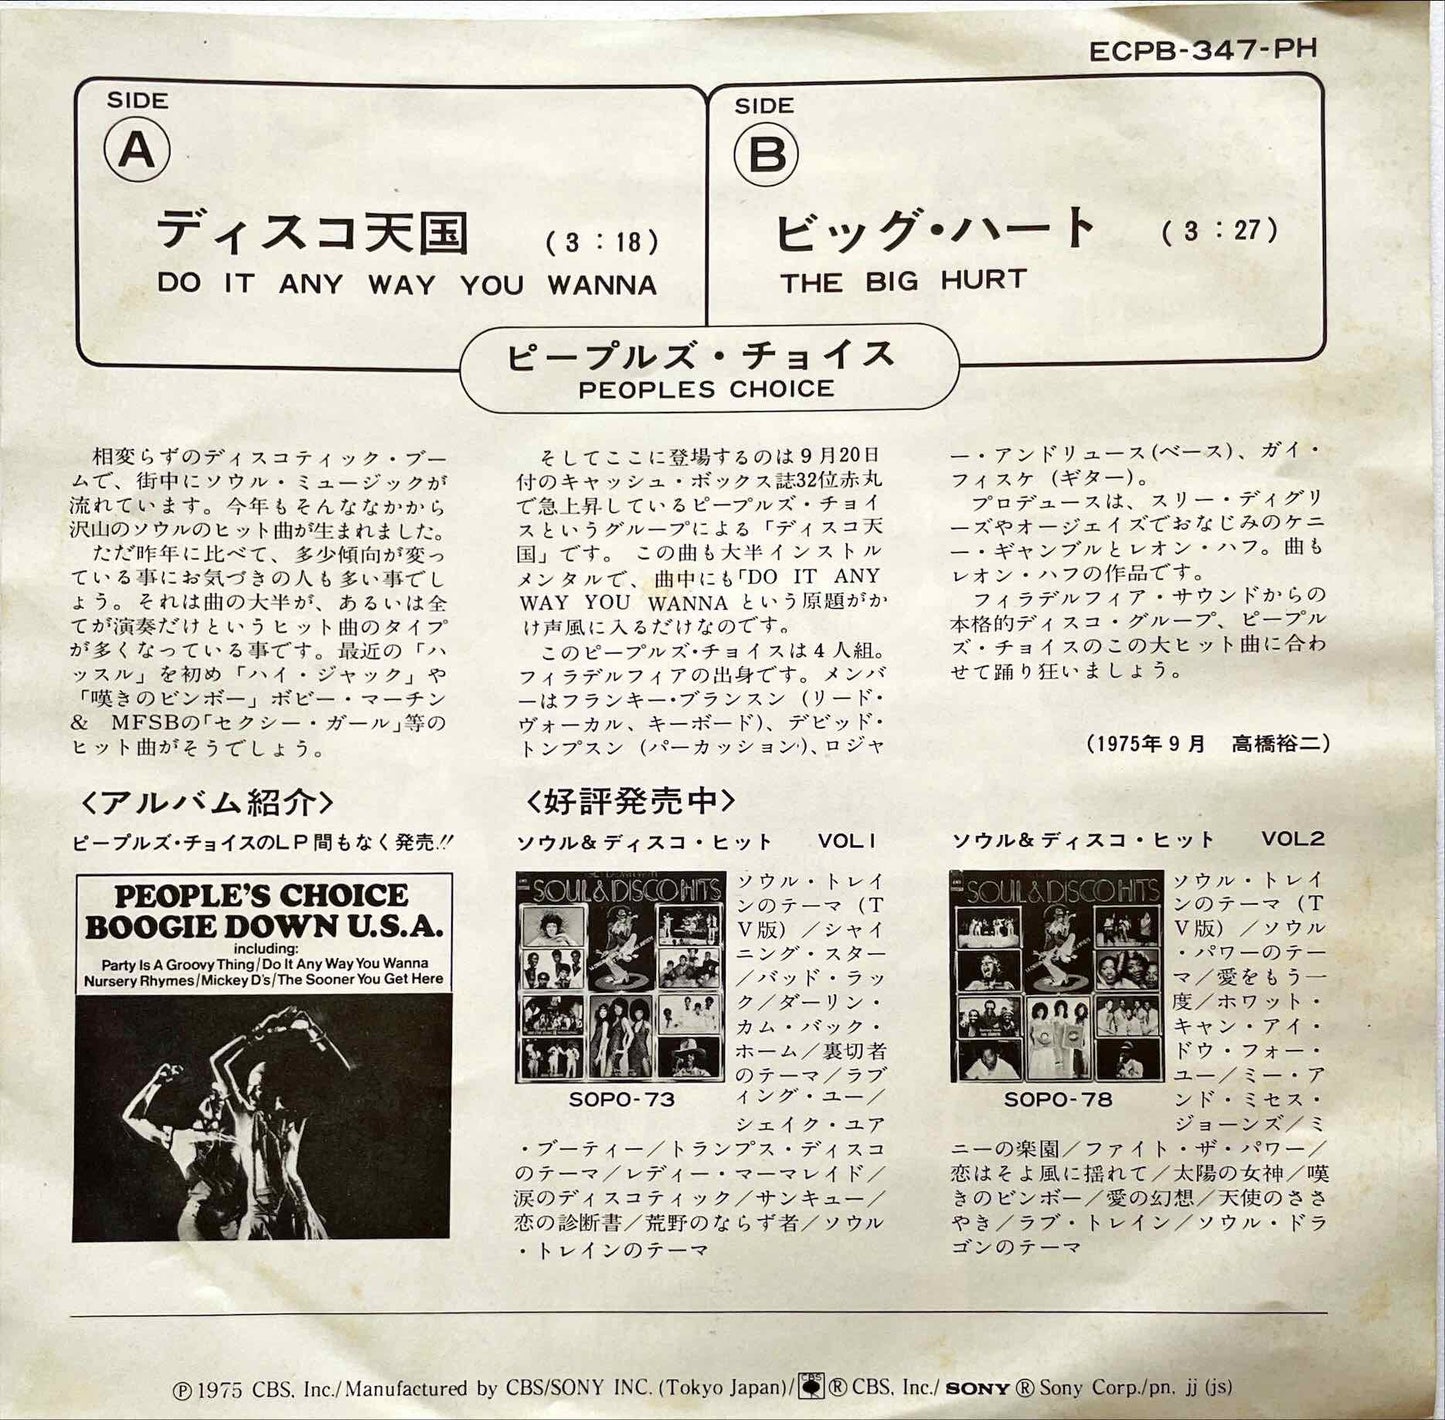 ECPB-347-PH
SIDE
A
ディスコ天国 (3:18)
DO IT ANY WAY YOU WANNA
SIDE
B
ビッグ・ハート (3:27)
THE BIG HURT
ピープルズ・チョイス
PEOPLES CHOICE
相変らずのディスコティック・ブー
ムで、街中にソウル・ミュージックが
流れています。今年もそんななかから
沢山のソウルのヒット曲が生まれました。
ただ昨年に比べて、多少傾向が変っ
ている事にお気づきの人も多い事でし
ょう。それは曲の大半が、あるいは全
てが演奏だけというヒット曲のタイプ
が多くなっている事です。最近の「ハ
ッスル」を初め「ハイ・ジャック」や
「嘆きのビンボー」ボビー・マーチン
& MFSBの「セクシー・ガール」等の
ヒット曲がそうでしょう。
そしてここに登場するのは9月20日
付のキャッシュ・ボックス誌32位赤丸
で急上昇しているピープルズ・チョイ
スというグループによる「ディスコ天
国」です。 この曲も大半インストル
メンタルで、曲中にも「DO IT ANY
WAY YOU WANNA という原題がか
け声風に入るだけなのです。
このピープルズ・チョイスは4人組。
フィラデルフィアの出身です。メンバ
ーはフランキー・ブランスン (リード・
ヴォーカル、キーボード)、デビッド・
トンプスン (パーカッション)、ロジャ
ー・アンドリュース(ベース)、ガイ・
フィスケ (ギター)。
プロデュースは、スリー・ディグリ
ーズやオージェイズでおなじみのケニ
ー・ギャンブルとレオン・ハフ。曲も
レオン・ハフの作品です。
フィラデルフィア・サウンドからの
本格的ディスコ・グループ、ピープル
ズ・チョイスのこの大ヒット曲に合わ
せて踊り狂いましょう。
(1975年9月 高橋裕二)
〈アルバム紹介〉
ピープルズ・チョイスのLP間もなく発売!!
PEOPLE'S CHOICE
BOOGIE DOWN U.S.A.
including:
Party Is A Groovy Thing/Do It Any Way You Wanna
Nursery Rhymes/Mickey D's/The Sooner You Get Here
〈好評発売中〉
ソウル&ディスコ・ヒット VOL1
SOUL&DISCO HITS
SOPO-73
ソウル・トレイ
ンのテーマ (T
V版) /シャイ
ニング・スター
/バッド・ラッ
ク/ダーリン・
カム・バック・
ホーム/裏切者
のテーマ/ラブ
ィング・ユー/
シェイク・ユア
・ブーティー/トランプス・ディスコ
のテーマ/レディー・マーマレイド/
涙のディスコティック/サンキュー/
恋の診断書/荒野のならず者/ソウル
・トレインのテーマ
ソウル&ディスコ・ヒット VOL2
SOUL&DISCO HITS
SOPO-78
ソウル・トレイ
ンのテーマ (T
V版) /ソウル
・パワーのテー
マ/愛をもう一
度/ホワット・
キャン・アイ・
ドウ・フォー・
ユー/ミー・ア
ンド・ミセス・
ジョーンズ/ミ
ニーの楽園/ファイト・ザ・パワー/
恋はそよ風に揺れて/太陽の女神/嘆
きのビンボー/愛の幻想/天使のささ
やき/ラブ・トレイン/ソウル・ドラ
ゴンのテーマ
Ⓟ1975 CBS, Inc./Manufactured by CBS/SONY INC. (Tokyo Japan)/CBS ® CBS, Inc./ SONY ® Sony Corp./pn. jj (js)